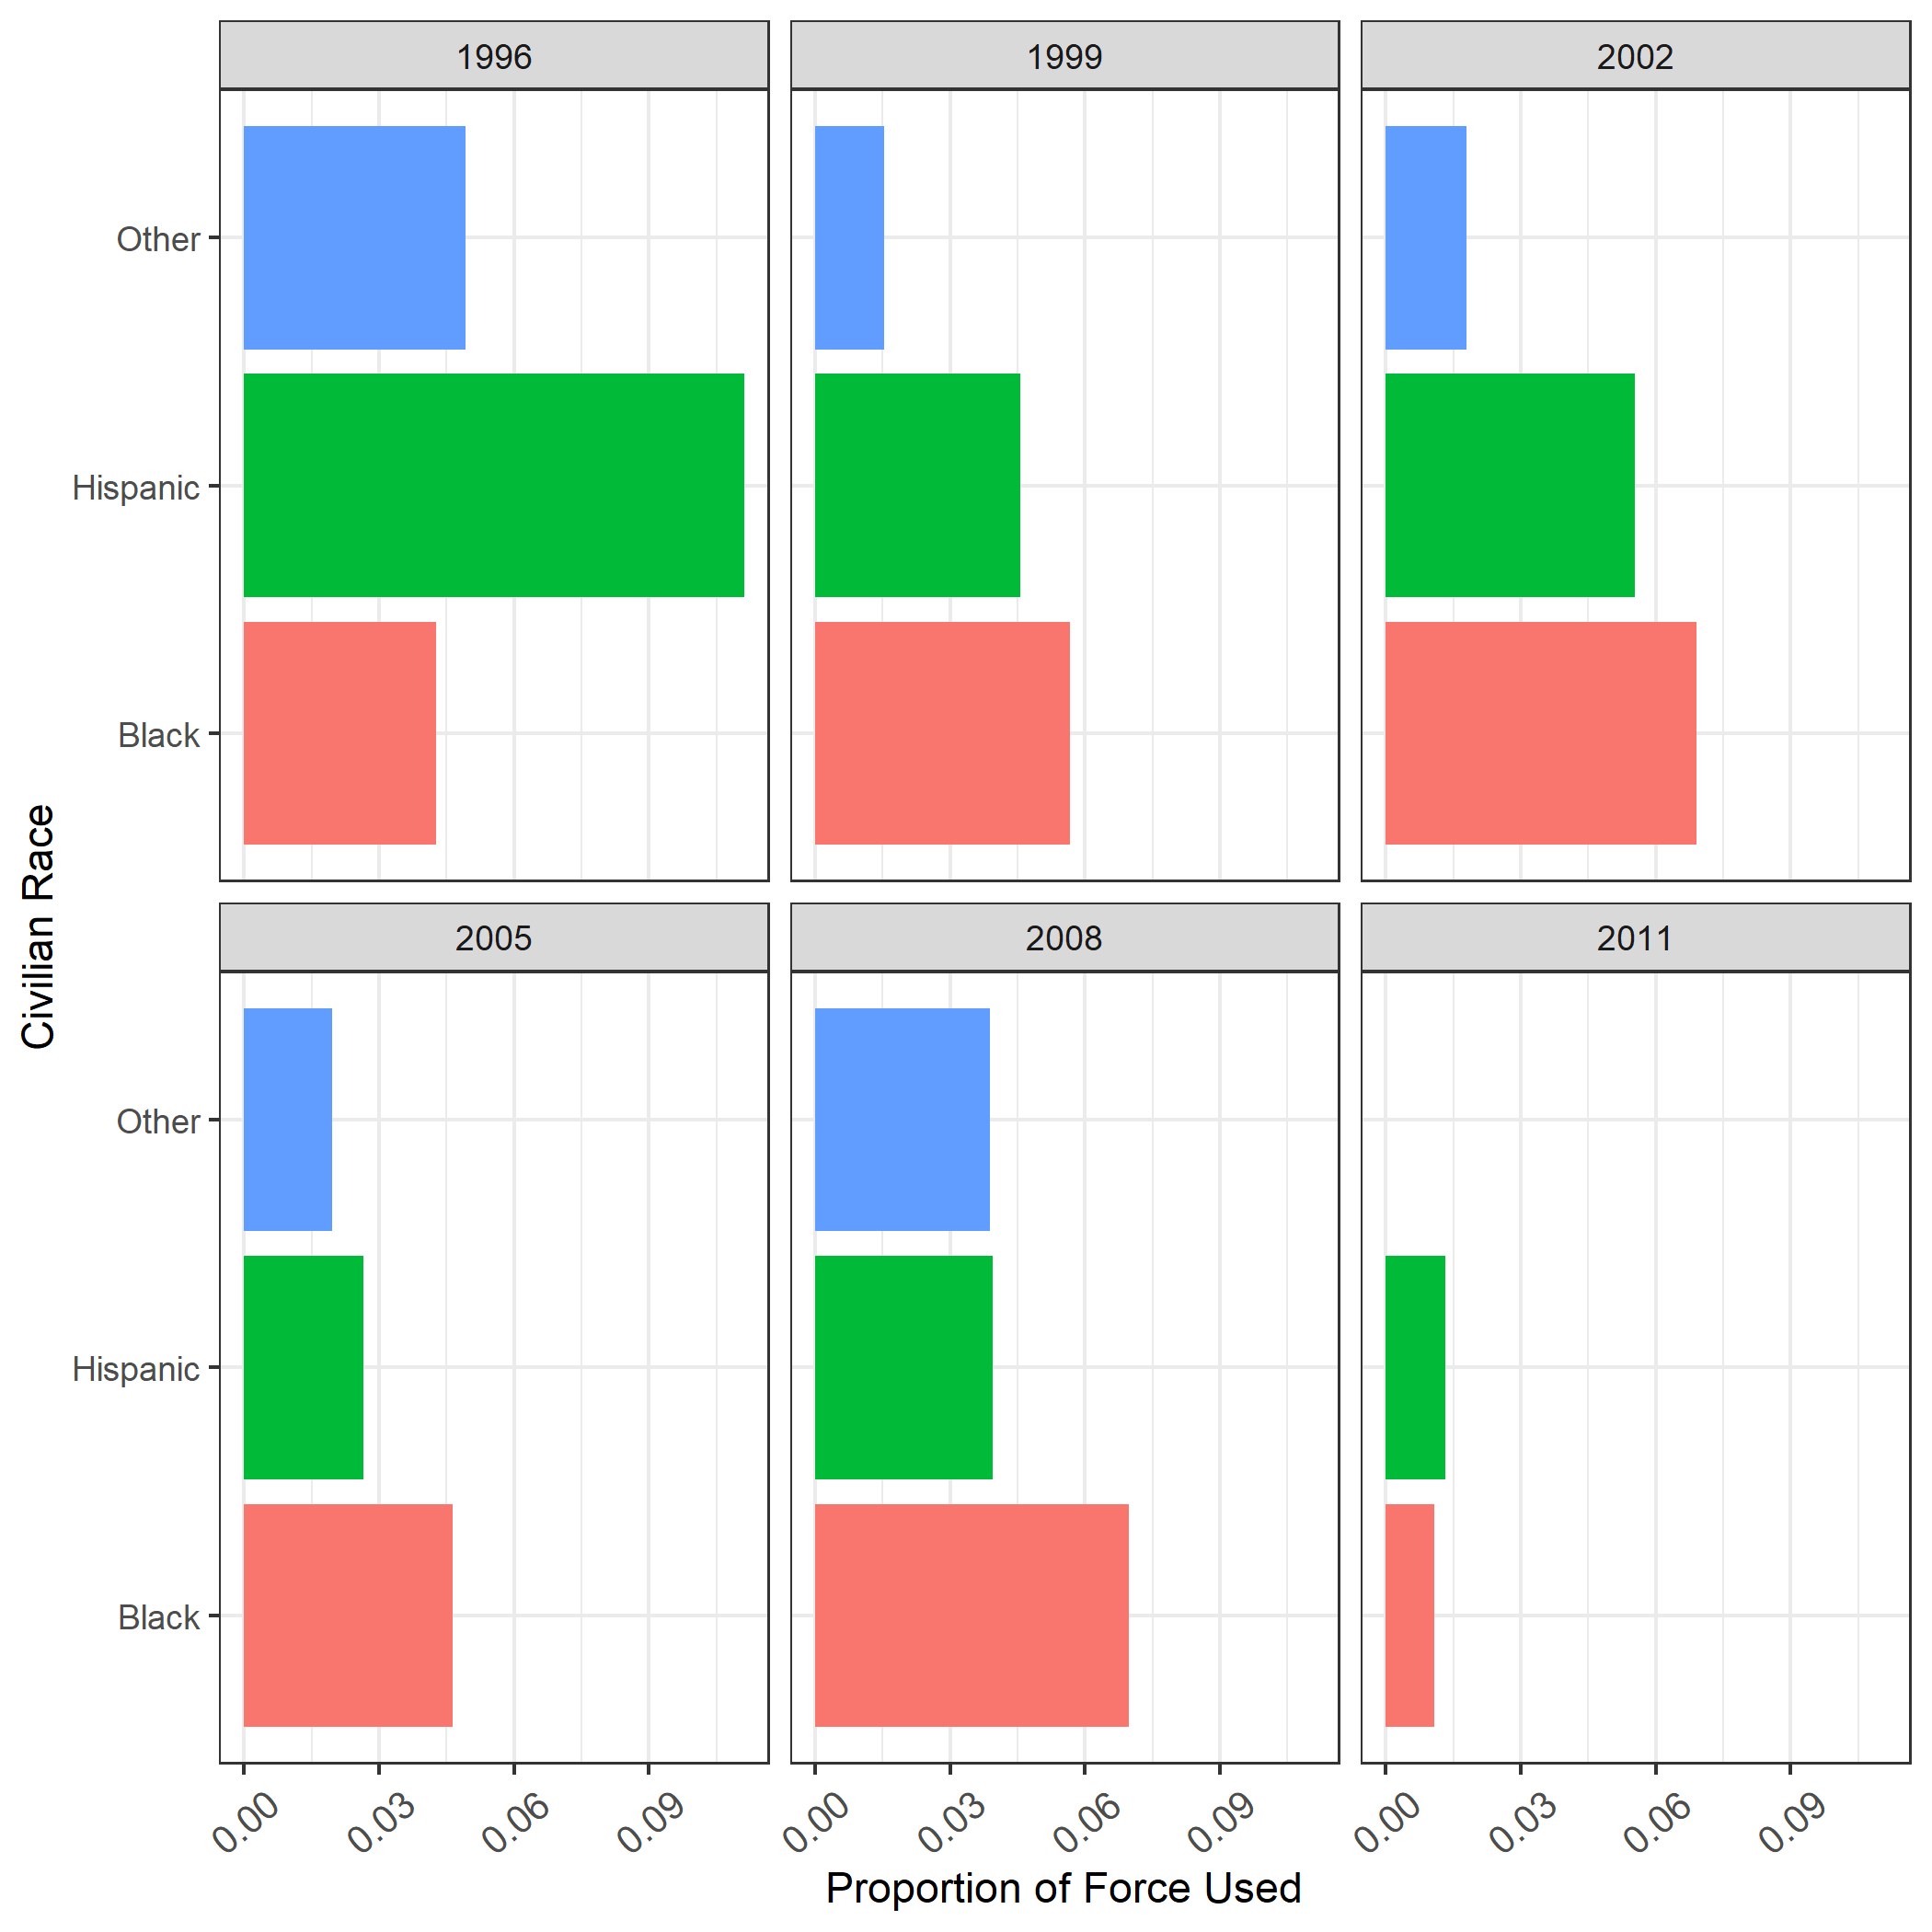 1996 1999 2002
Other
Hispanic
Black
Civilian Race
2005 2008 2011
Other
Hispanic
Black
0.00 0.03 0.06 0.09 0.00 0.03 0.06 0.09 0.00 0.03 0.06 0.09
Proportion of Force Used